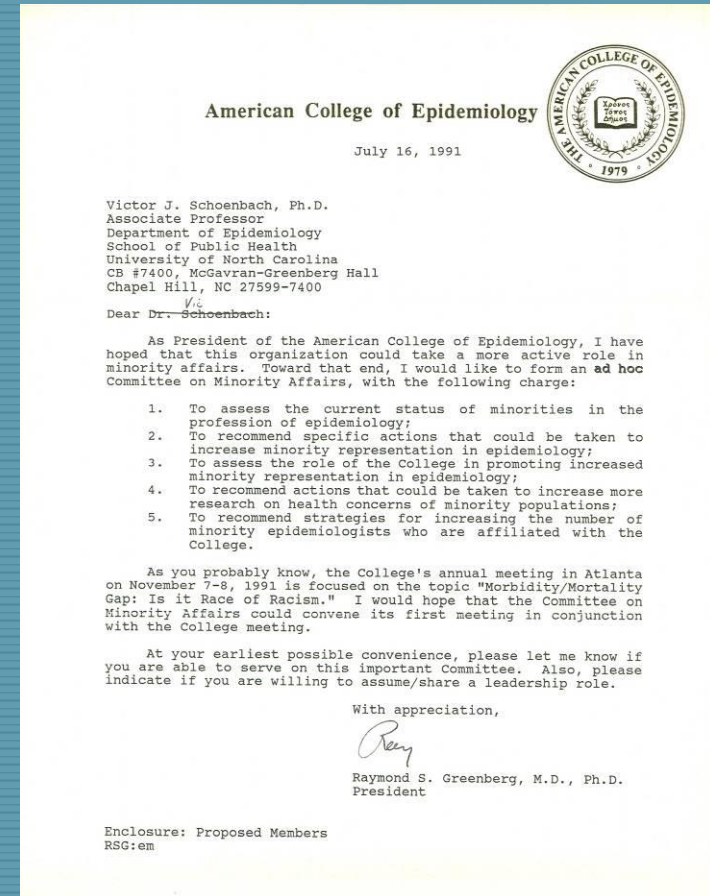 American College of Epidemiology
THE AMERICAN COLLEGE OF EPIDEMIOLOGY
Χρόνος
Τόπος
Δήμος
1979
July 16, 1991
Victor J. Schoenbach, Ph.D.
Associate Professor
Department of Epidemiology
School of Public Health
University of North Carolina
CB #7400, McGavran-Greenberg Hall
Chapel Hill, NC 27599-7400
Vic
Dear Dr. Schoenbach:
As President of the American College of Epidemiology, I have
hoped that this organization could take a more active role in
minority affairs. Toward that end, I would like to form an ad hoc
Committee on Minority Affairs, with the following charge:
1. To assess the current status of minorities in the
profession of epidemiology;
2. To recommend specific actions that could be taken to
increase minority representation in epidemiology;
3. To assess the role of the College in promoting increased
minority representation in epidemiology;
4. To recommend actions that could be taken to increase more
research on health concerns of minority populations;
5. To recommend strategies for increasing the number of
minority epidemiologists who are affiliated with the
College.
As you probably know, the College's annual meeting in Atlanta
on November 7-8, 1991 is focused on the topic "Morbidity/Mortality
Gap: Is it Race of Racism." I would hope that the Committee on
Minority Affairs could convene its first meeting in conjunction
with the College meeting.
At your earliest possible convenience, please let me know if
you are able to serve on this important Committee. Also, please
indicate if you are willing to assume/share a leadership role.
With appreciation,
Ray
Raymond S. Greenberg, M.D., Ph.D.
President
Enclosure: Proposed Members
RSG:em